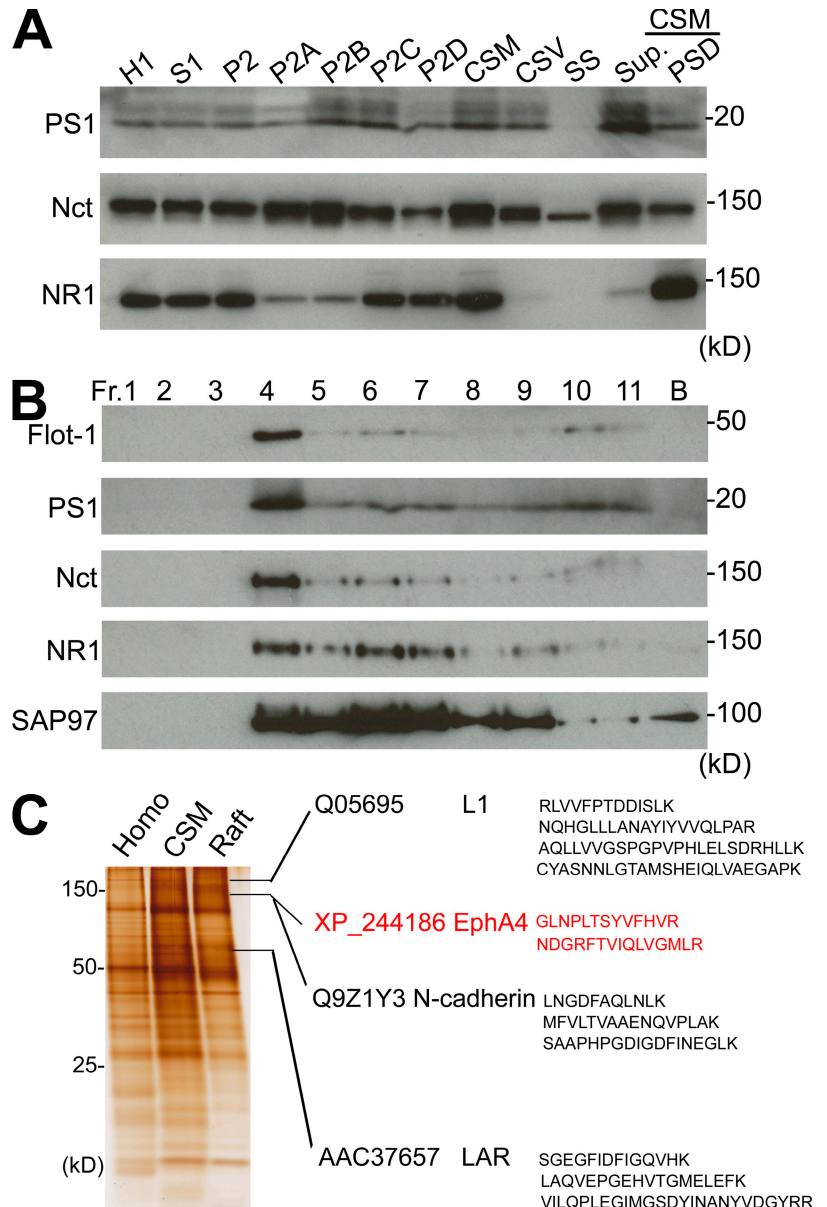 A
CSM
H1 S1 P2 P2A P2B P2C P2D CSM CSV SS Sup. PSD
PS1 -20
Nct -150
NR1 -150
(kD)
B
Fr.1 2 3 4 5 6 7 8 9 10 11 B
Flot-1 -50
PS1 -20
Nct -150
NR1 -150
SAP97 -100
(kD)
C
Homo CSM Raft
150-
50-
25-
(kD)
Q05695 L1 RLVVFPTDDISLK
NQHGLLLANAYIYVVQLPAR
AQLLVVGSPGPVPHLELSDRHLLK
CYASNNLGTAMSHEIQLVAEGAPK
XP_244186 EphA4 GLNPLTSYVFHVR
NDGRFTVIQLVGMLR
Q9Z1Y3 N-cadherin LNGDFAQLNLK
MFVLTVAAENQVPLAK
SAAPHPGDIGDFINEGLK
AAC37657 LAR SGEGFIDFIGQVHK
LAQVEPGEHVTGMELEFK
VILQPLEGIMGSDYINANYVDGYRR